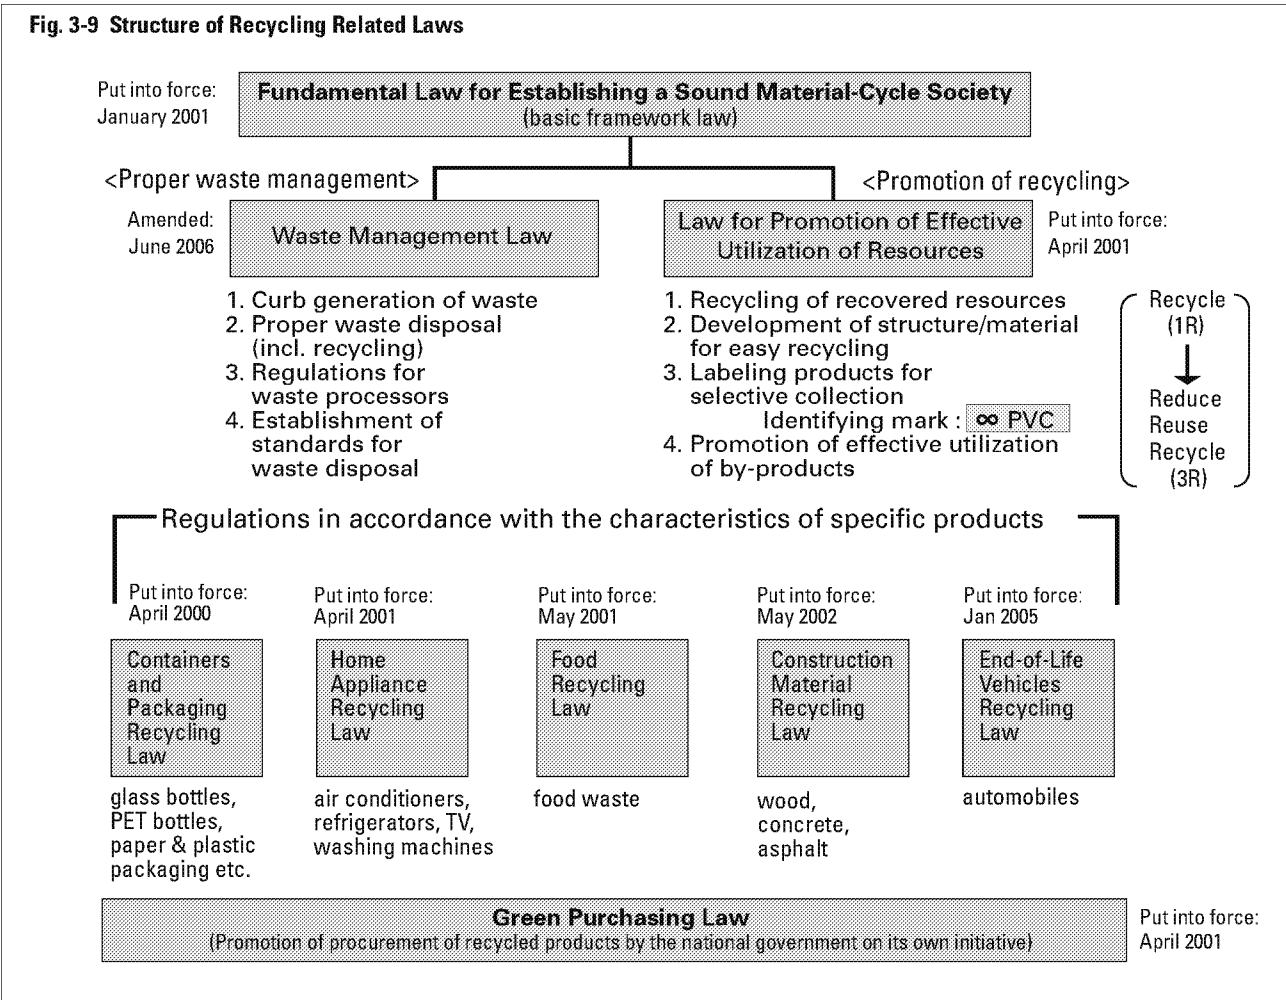 Fig. 3-9 Structure of Recycling Related Laws
Put into force:
January 2001
Fundamental Law for Establishing a Sound Material-Cycle Society
(basic framework law)
<Proper waste management>
<Promotion of recycling>
Amended:
June 2006
Waste Management Law
Law for Promotion of Effective
Utilization of Resources
Put into force:
April 2001
1. Curb generation of waste
2. Proper waste disposal
(incl. recycling)
3. Regulations for
waste processors
4. Establishment of
standards for
waste disposal
1. Recycling of recovered resources
2. Development of structure/material
for easy recycling
3. Labeling products for
selective collection
Identifying mark : ∞ PVC
4. Promotion of effective utilization
of by-products
Recycle
(1R)
Reduce
Reuse
Recycle
(3R)
Regulations in accordance with the characteristics of specific products
Put into force:
April 2000
Containers
and
Packaging
Recycling
Law
glass bottles,
PET bottles,
paper & plastic
packaging etc.
Put into force:
April 2001
Home
Appliance
Recycling
Law
air conditioners,
refrigerators, TV,
washing machines
Put into force:
May 2001
Food
Recycling
Law
food waste
Put into force:
May 2002
Construction
Material
Recycling
Law
wood,
concrete,
asphalt
Put into force:
Jan 2005
End-of-Life
Vehicles
Recycling
Law
automobiles
Green Purchasing Law
(Promotion of procurement of recycled products by the national government on its own initiative)
Put into force:
April 2001